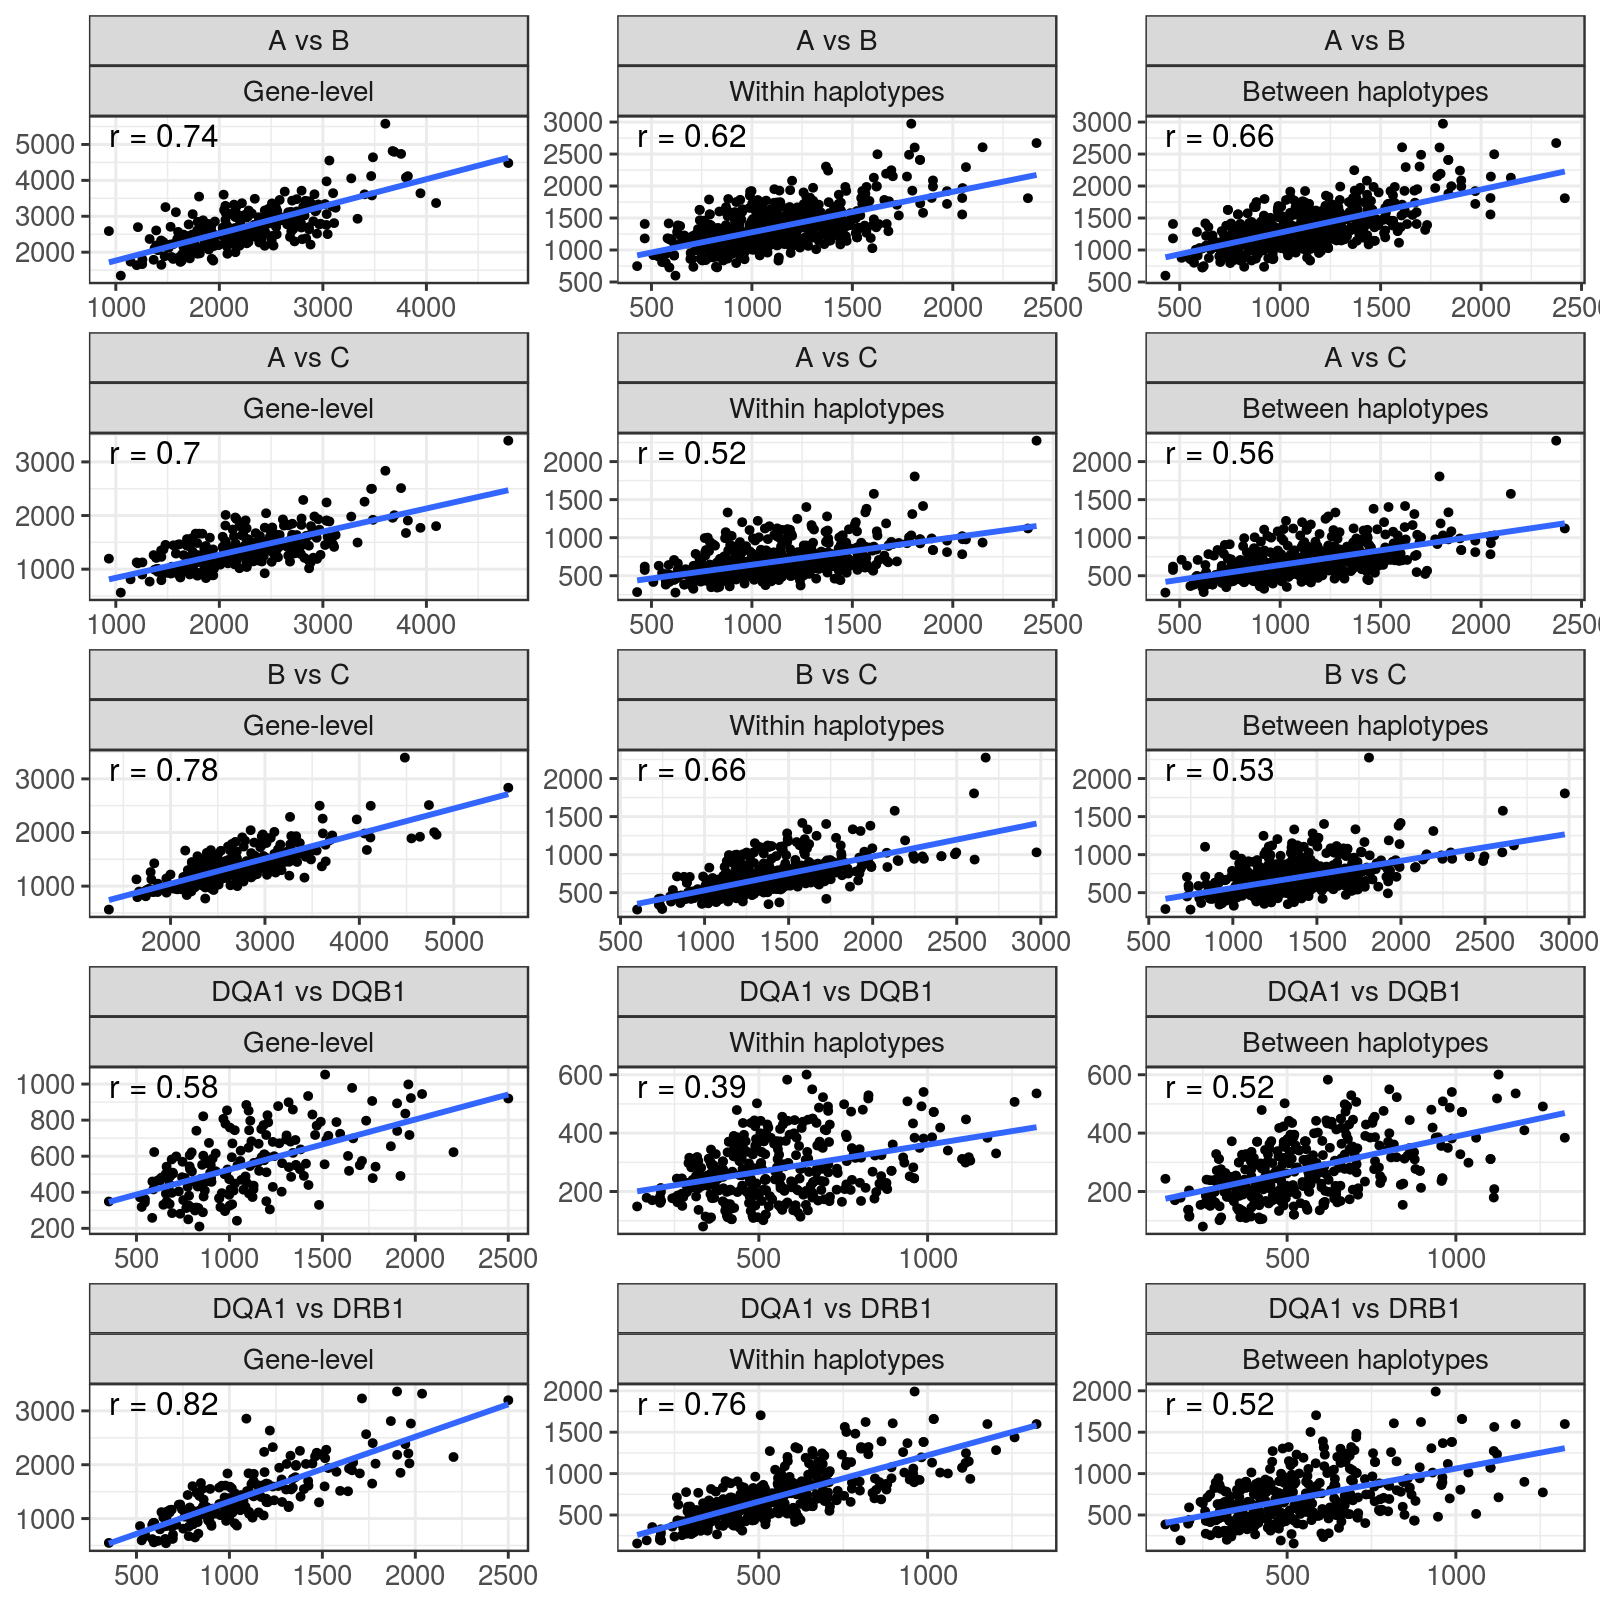 A vs B A vs B A vs B
Gene-level Within haplotypes Between haplotypes
r = 0.74 r = 0.62 r = 0.66
5000 4000 3000 2000
3000 2500 2000 1500 1000 500
3000 2500 2000 1500 1000 500
1000 2000 3000 4000
500 1000 1500 2000 2500
500 1000 1500 2000 2500
A vs C A vs C A vs C
Gene-level Within haplotypes Between haplotypes
r = 0.7 r = 0.52 r = 0.56
3000 2000 1000
2000 1500 1000 500
2000 1500 1000 500
1000 2000 3000 4000
500 1000 1500 2000 2500
500 1000 1500 2000 2500
B vs C B vs C B vs C
Gene-level Within haplotypes Between haplotypes
r = 0.78 r = 0.66 r = 0.53
3000 2000 1000
2000 1500 1000 500
2000 1500 1000 500
2000 3000 4000 5000
500 1000 1500 2000 2500 3000
500 1000 1500 2000 2500 3000
DQA1 vs DQB1 DQA1 vs DQB1 DQA1 vs DQB1
Gene-level Within haplotypes Between haplotypes
r = 0.58 r = 0.39 r = 0.52
1000 800 600 400 200
600 400 200
600 400 200
500 1000 1500 2000 2500
500 1000
500 1000
DQA1 vs DRB1 DQA1 vs DRB1 DQA1 vs DRB1
Gene-level Within haplotypes Between haplotypes
r = 0.82 r = 0.76 r = 0.52
3000 2000 1000
2000 1500 1000 500
2000 1500 1000 500
500 1000 1500 2000 2500
500 1000
500 1000